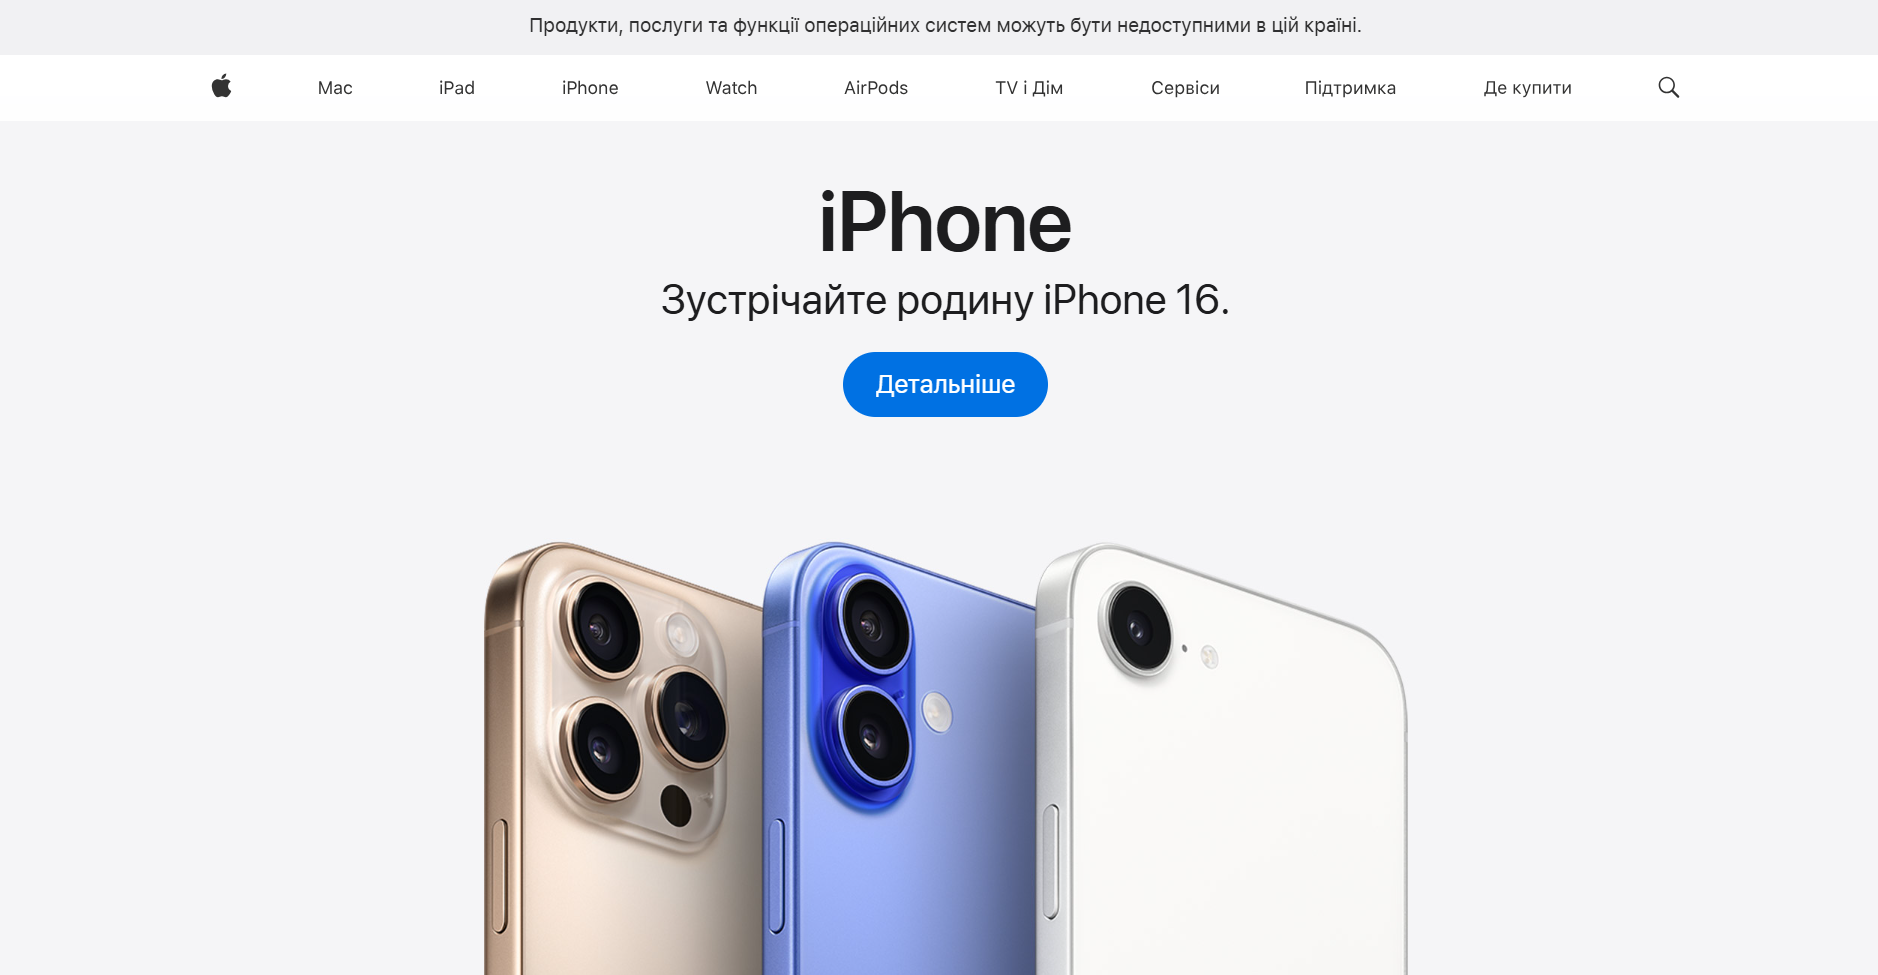 Продукти, послуги та функції операційних систем можуть бути недоступними в цій країні.
Mac iPad iPhone Watch AirPods TV і Дім Сервіси Підтримка Де купити
iPhone
Зустрічайте родину iPhone 16.
Детальніше